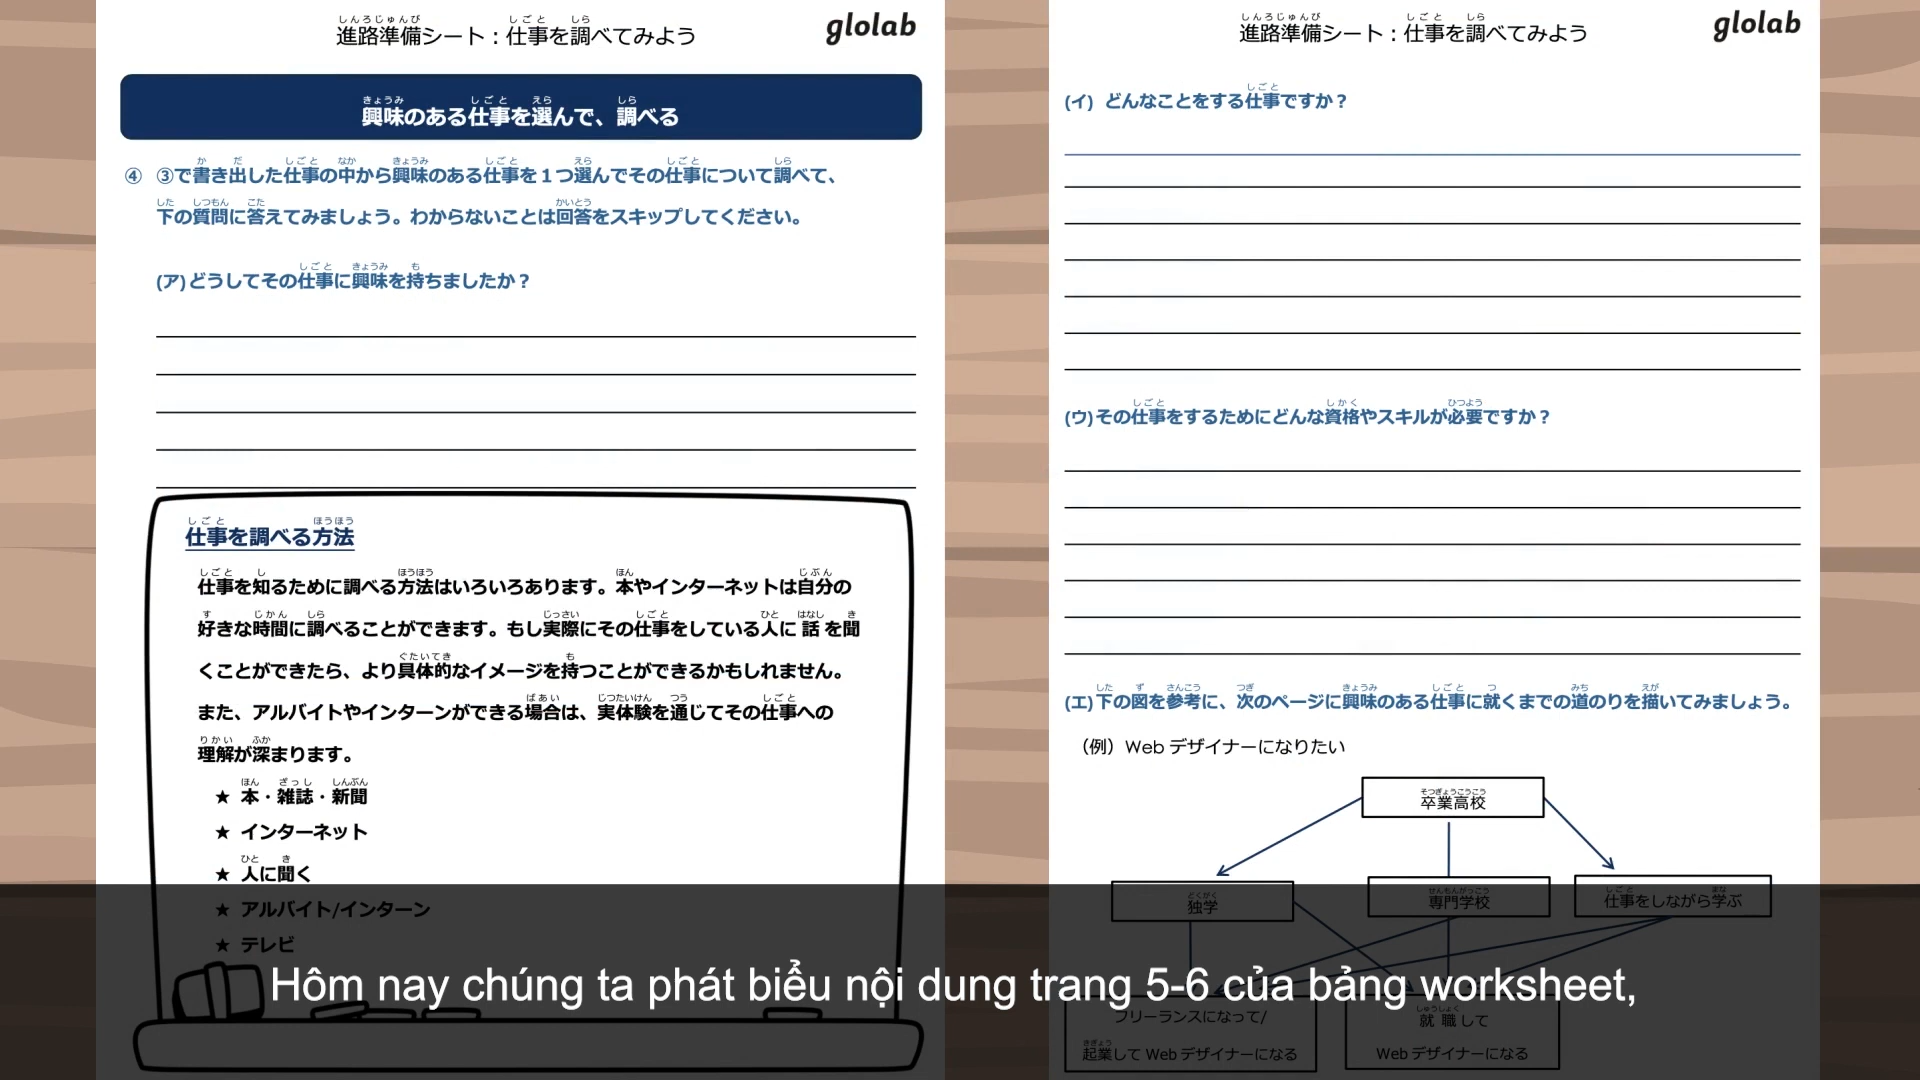 進路準備シート：仕事を調べてみよう
glolab
興味のある仕事を選んで、調べる
④ ③で書き出した仕事の中から興味のある仕事を１つ選んでその仕事について調べて、
下の質問に答えてみましょう。わからないことは回答をスキップしてください。
(ア)どうしてその仕事に興味を持ちましたか？
仕事を調べる方法
仕事を知るために調べる方法はいろいろあります。本やインターネットは自分の
好きな時間に調べることができます。もし実際にその仕事をしている人に 話 を聞
くことができたら、より具体的なイメージを持つことができるかもしれません。
また、アルバイトやインターンができる場合は、実体験を通じてその仕事への
理解が深まります。
★ 本・雑誌・新聞
★ インターネット
★ 人に聞く
★ アルバイト/インターン
★ テレビ
進路準備シート：仕事を調べてみよう
glolab
(イ) どんなことをする仕事ですか？
(ウ)その仕事をするためにどんな資格やスキルが必要ですか？
(エ)下の図を参考に、次のページに興味のある仕事に就くまでの道のりを描いてみましょう。
（例）Web デザイナーになりたい
卒業高校
独学
専門学校
仕事をしながら学ぶ
フリーランスになって/
起業して Web デザイナーになる
就職して
Web デザイナーになる
Hôm nay chúng ta phát biểu nội dung trang 5-6 của bảng worksheet,